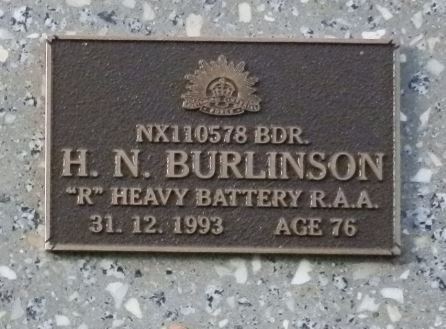 NX110578 BDR.
H. N. BURLINSON
"R" HEAVY BATTERY R.A.A.
31. 12. 1993 AGE 76